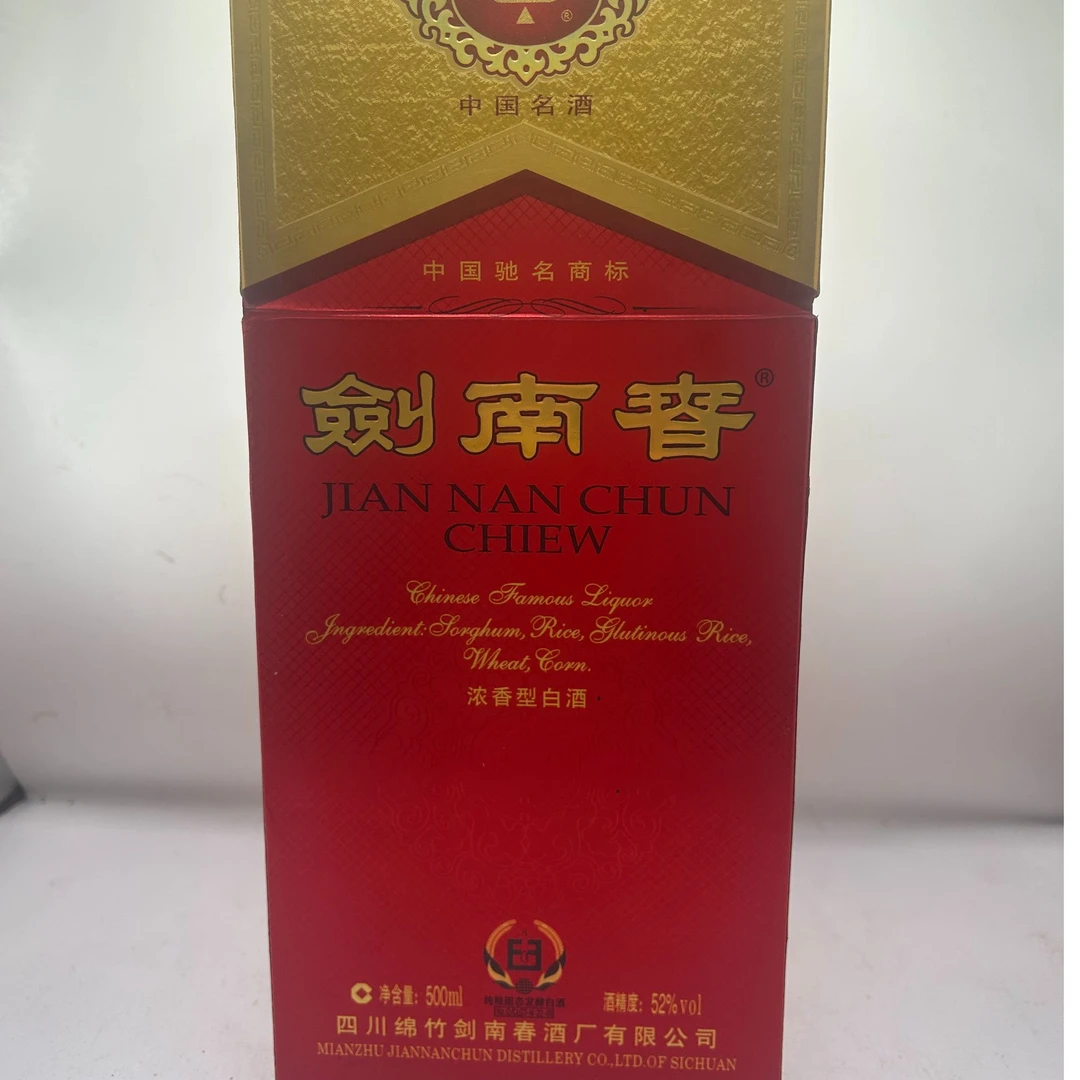 ®
中国名酒
中国驰名商标
劍南春®
JIAN NAN CHUN
CHIEW
Chinese Famous Liquor
Ingredient: Sorghum, Rice, Glutinous Rice,
Wheat, Corn.
浓香型白酒
净含量: 500ml
酒精度: 52%vol
四川绵竹剑南春酒厂有限公司
MIANZHU JIANNANCHUN DISTILLERY CO.,LTD.OF SICHUAN